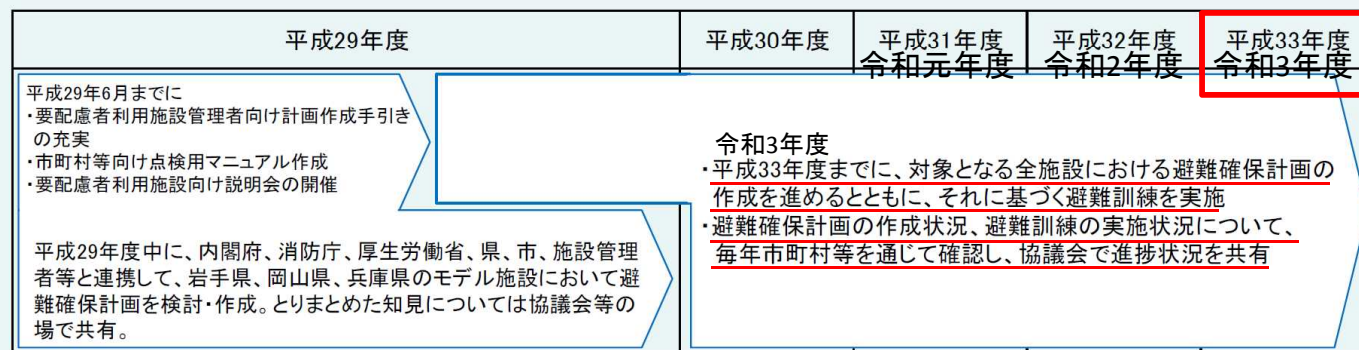 平成29年度
平成30年度
平成31年度
令和元年度
平成32年度
令和2年度
平成33年度
令和3年度
平成29年6月までに
・要配慮者利用施設管理者向け計画作成手引き
の充実
・市町村等向け点検用マニュアル作成
・要配慮者利用施設向け説明会の開催
平成29年度中に、内閣府、消防庁、厚生労働省、県、市、施設管理
者等と連携して、岩手県、岡山県、兵庫県のモデル施設において避
難確保計画を検討・作成。とりまとめた知見については協議会等の
場で共有。
令和3年度
・平成33年度までに、対象となる全施設における避難確保計画の
作成を進めるとともに、それに基づく避難訓練を実施
・避難確保計画の作成状況、避難訓練の実施状況について、
毎年市町村等を通じて確認し、協議会で進捗状況を共有